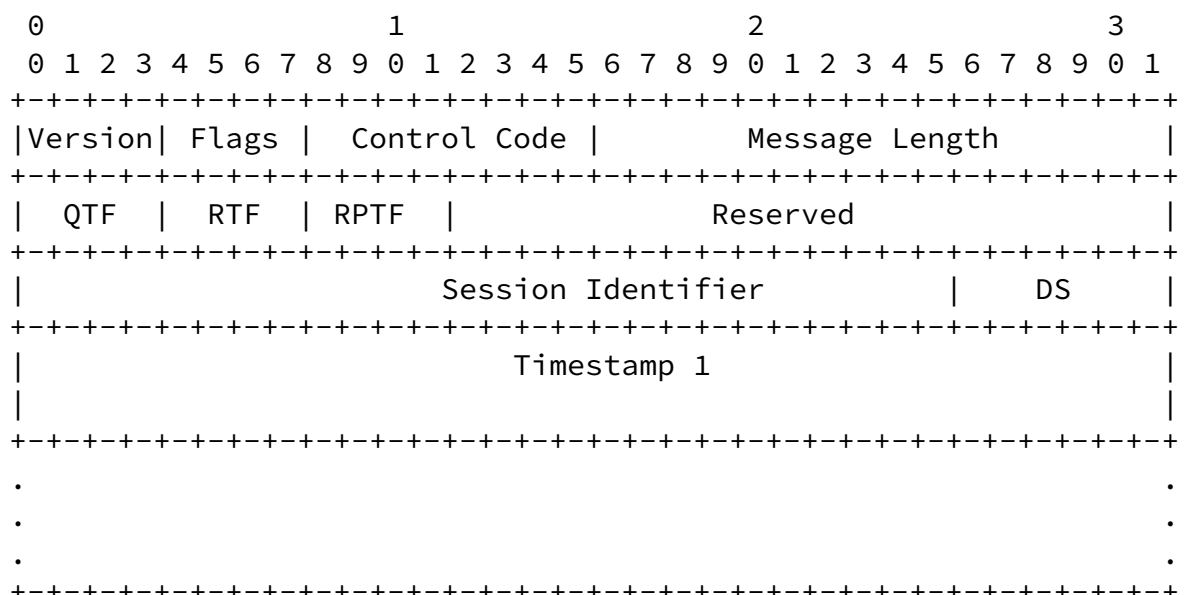 0                   1                   2                   3
 0 1 2 3 4 5 6 7 8 9 0 1 2 3 4 5 6 7 8 9 0 1 2 3 4 5 6 7 8 9 0 1
+-+-+-+-+-+-+-+-+-+-+-+-+-+-+-+-+-+-+-+-+-+-+-+-+-+-+-+-+-+-+-+-+
|Version| Flags |  Control Code |        Message Length         |
+-+-+-+-+-+-+-+-+-+-+-+-+-+-+-+-+-+-+-+-+-+-+-+-+-+-+-+-+-+-+-+-+
|  QTF  |  RTF  | RPTF  |              Reserved                 |
+-+-+-+-+-+-+-+-+-+-+-+-+-+-+-+-+-+-+-+-+-+-+-+-+-+-+-+-+-+-+-+-+
|                       Session Identifier          |    DS     |
+-+-+-+-+-+-+-+-+-+-+-+-+-+-+-+-+-+-+-+-+-+-+-+-+-+-+-+-+-+-+-+-+
|                           Timestamp 1                         |
|                                                               |
+-+-+-+-+-+-+-+-+-+-+-+-+-+-+-+-+-+-+-+-+-+-+-+-+-+-+-+-+-+-+-+-+
.                                                               .
.                                                               .
.                                                               .
+-+-+-+-+-+-+-+-+-+-+-+-+-+-+-+-+-+-+-+-+-+-+-+-+-+-+-+-+-+-+-+-+